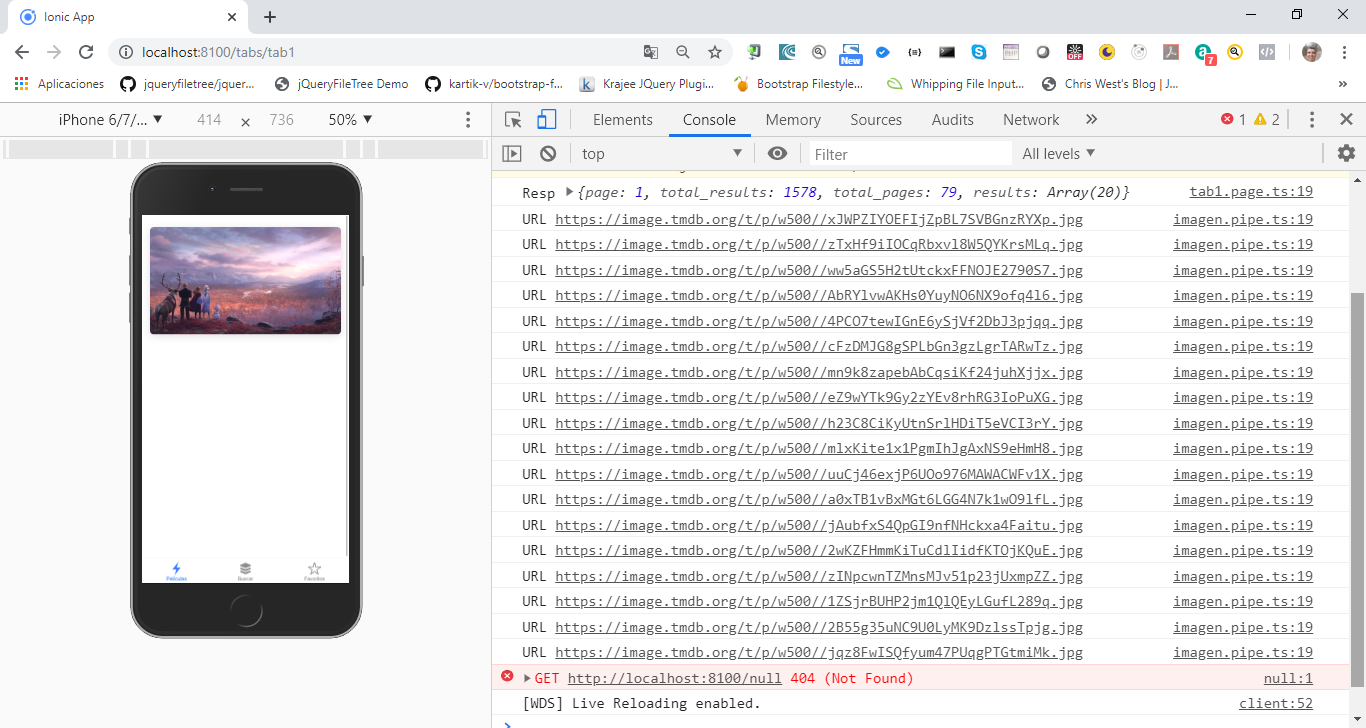 Ionic App
localhost:8100/tabs/tab1
New
7
Aplicaciones
jqueryfiletree/jquer...
jQueryFileTree Demo
kartik-v/bootstrap-f...
Krajee JQuery Plugi...
Bootstrap Filestyle...
Whipping File Input...
Chris West's Blog | J...
iPhone 6/7/... ▼ 414 x 736 50% ▼
Elements Console Memory Sources Audits Network » 1 2
top ▼ Filter All levels ▼
Resp ▶{page: 1, total_results: 1578, total_pages: 79, results: Array(20)} tab1.page.ts:19
URL https://image.tmdb.org/t/p/w500//xJWPZIYOEFIjZpBL7SVBGnzRYXp.jpg imagen.pipe.ts:19
URL https://image.tmdb.org/t/p/w500//zTxHf9iIOCqRbxvl8W5QYKrsMLq.jpg imagen.pipe.ts:19
URL https://image.tmdb.org/t/p/w500//ww5aGS5H2tUtckxFFNOJE2790S7.jpg imagen.pipe.ts:19
URL https://image.tmdb.org/t/p/w500//AbRYlvwAKHs0YuyNO6NX9ofq4l6.jpg imagen.pipe.ts:19
URL https://image.tmdb.org/t/p/w500//4PCO7tewIGnE6ySjVf2DbJ3pjqq.jpg imagen.pipe.ts:19
URL https://image.tmdb.org/t/p/w500//cFzDMJG8gSPLbGn3gzLgrTARwTz.jpg imagen.pipe.ts:19
URL https://image.tmdb.org/t/p/w500//mn9k8zapebAbCqsiKf24juhXjjx.jpg imagen.pipe.ts:19
URL https://image.tmdb.org/t/p/w500//eZ9wYTk9Gy2zYEv8rhRG3IoPuXG.jpg imagen.pipe.ts:19
URL https://image.tmdb.org/t/p/w500//h23C8CiKyUtnSrlHDiT5eVCI3rY.jpg imagen.pipe.ts:19
URL https://image.tmdb.org/t/p/w500//mlxKite1x1PgmIhJgAxNS9eHmH8.jpg imagen.pipe.ts:19
URL https://image.tmdb.org/t/p/w500//uuCj46exjP6UOo976MAWACWFv1X.jpg imagen.pipe.ts:19
URL https://image.tmdb.org/t/p/w500//a0xTB1vBxMGt6LGG4N7k1wO9lfL.jpg imagen.pipe.ts:19
URL https://image.tmdb.org/t/p/w500//jAubfxS4QpGI9nfNHckxa4Faitu.jpg imagen.pipe.ts:19
URL https://image.tmdb.org/t/p/w500//2wKZFHmmKiTuCdlIidfKTOjKQuE.jpg imagen.pipe.ts:19
URL https://image.tmdb.org/t/p/w500//zINpcwnTZMnsMJv51p23jUxmpZZ.jpg imagen.pipe.ts:19
URL https://image.tmdb.org/t/p/w500//1ZSjrBUHP2jm1QlQEyLGufL289q.jpg imagen.pipe.ts:19
URL https://image.tmdb.org/t/p/w500//2B55g35uNC9U0LyMK9DzlssTpjg.jpg imagen.pipe.ts:19
URL https://image.tmdb.org/t/p/w500//jqz8FwISQfyum47PUqgPTGtmiMk.jpg imagen.pipe.ts:19
▶GET http://localhost:8100/null 404 (Not Found) null:1
[WDS] Live Reloading enabled. client:52
Películas
Buscar
Favoritos